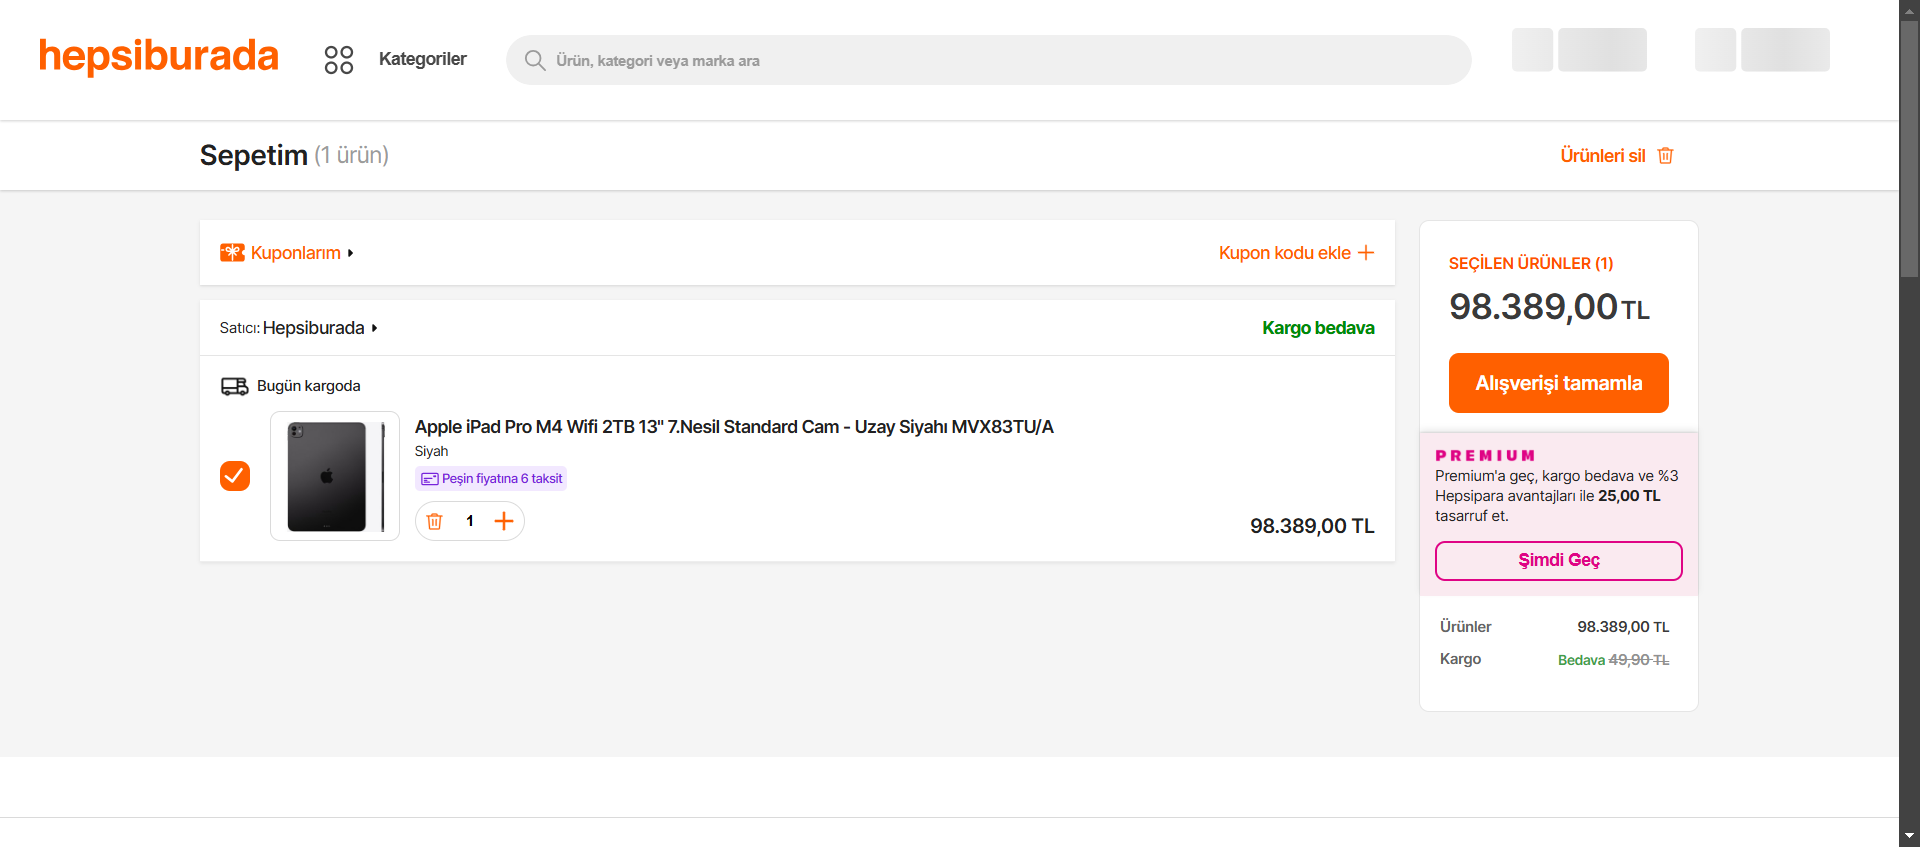 hepsiburada
Kategoriler
Ürün, kategori veya marka ara
Sepetim (1 ürün)
Ürünleri sil
Kuponlarım
Kupon kodu ekle
Satıcı: Hepsiburada
Kargo bedava
Bugün kargoda
Apple iPad Pro M4 Wifi 2TB 13" 7.Nesil Standard Cam - Uzay Siyahı MVX83TU/A
Siyah
Peşin fiyatına 6 taksit
1
98.389,00 TL
SEÇİLEN ÜRÜNLER (1)
98.389,00 TL
Alışverişi tamamla
PREMIUM
Premium'a geç, kargo bedava ve %3
Hepsipara avantajları ile 25,00 TL
tasarruf et.
Şimdi Geç
Ürünler 98.389,00 TL
Kargo Bedava 49,90 TL